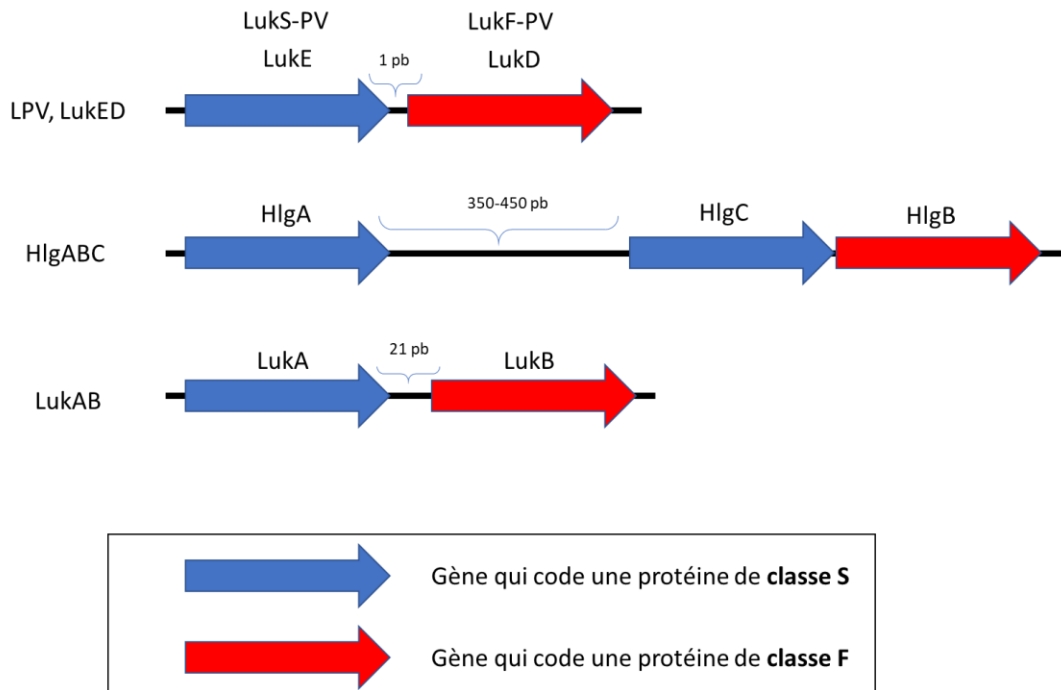 LukS-PV LukF-PV
LukE 1 pb LukD
LPV, LukED
HlgA 350-450 pb HlgC HlgB
HlgABC
LukA 21 pb LukB
LukAB
Gène qui code une protéine de classe S
Gène qui code une protéine de classe F